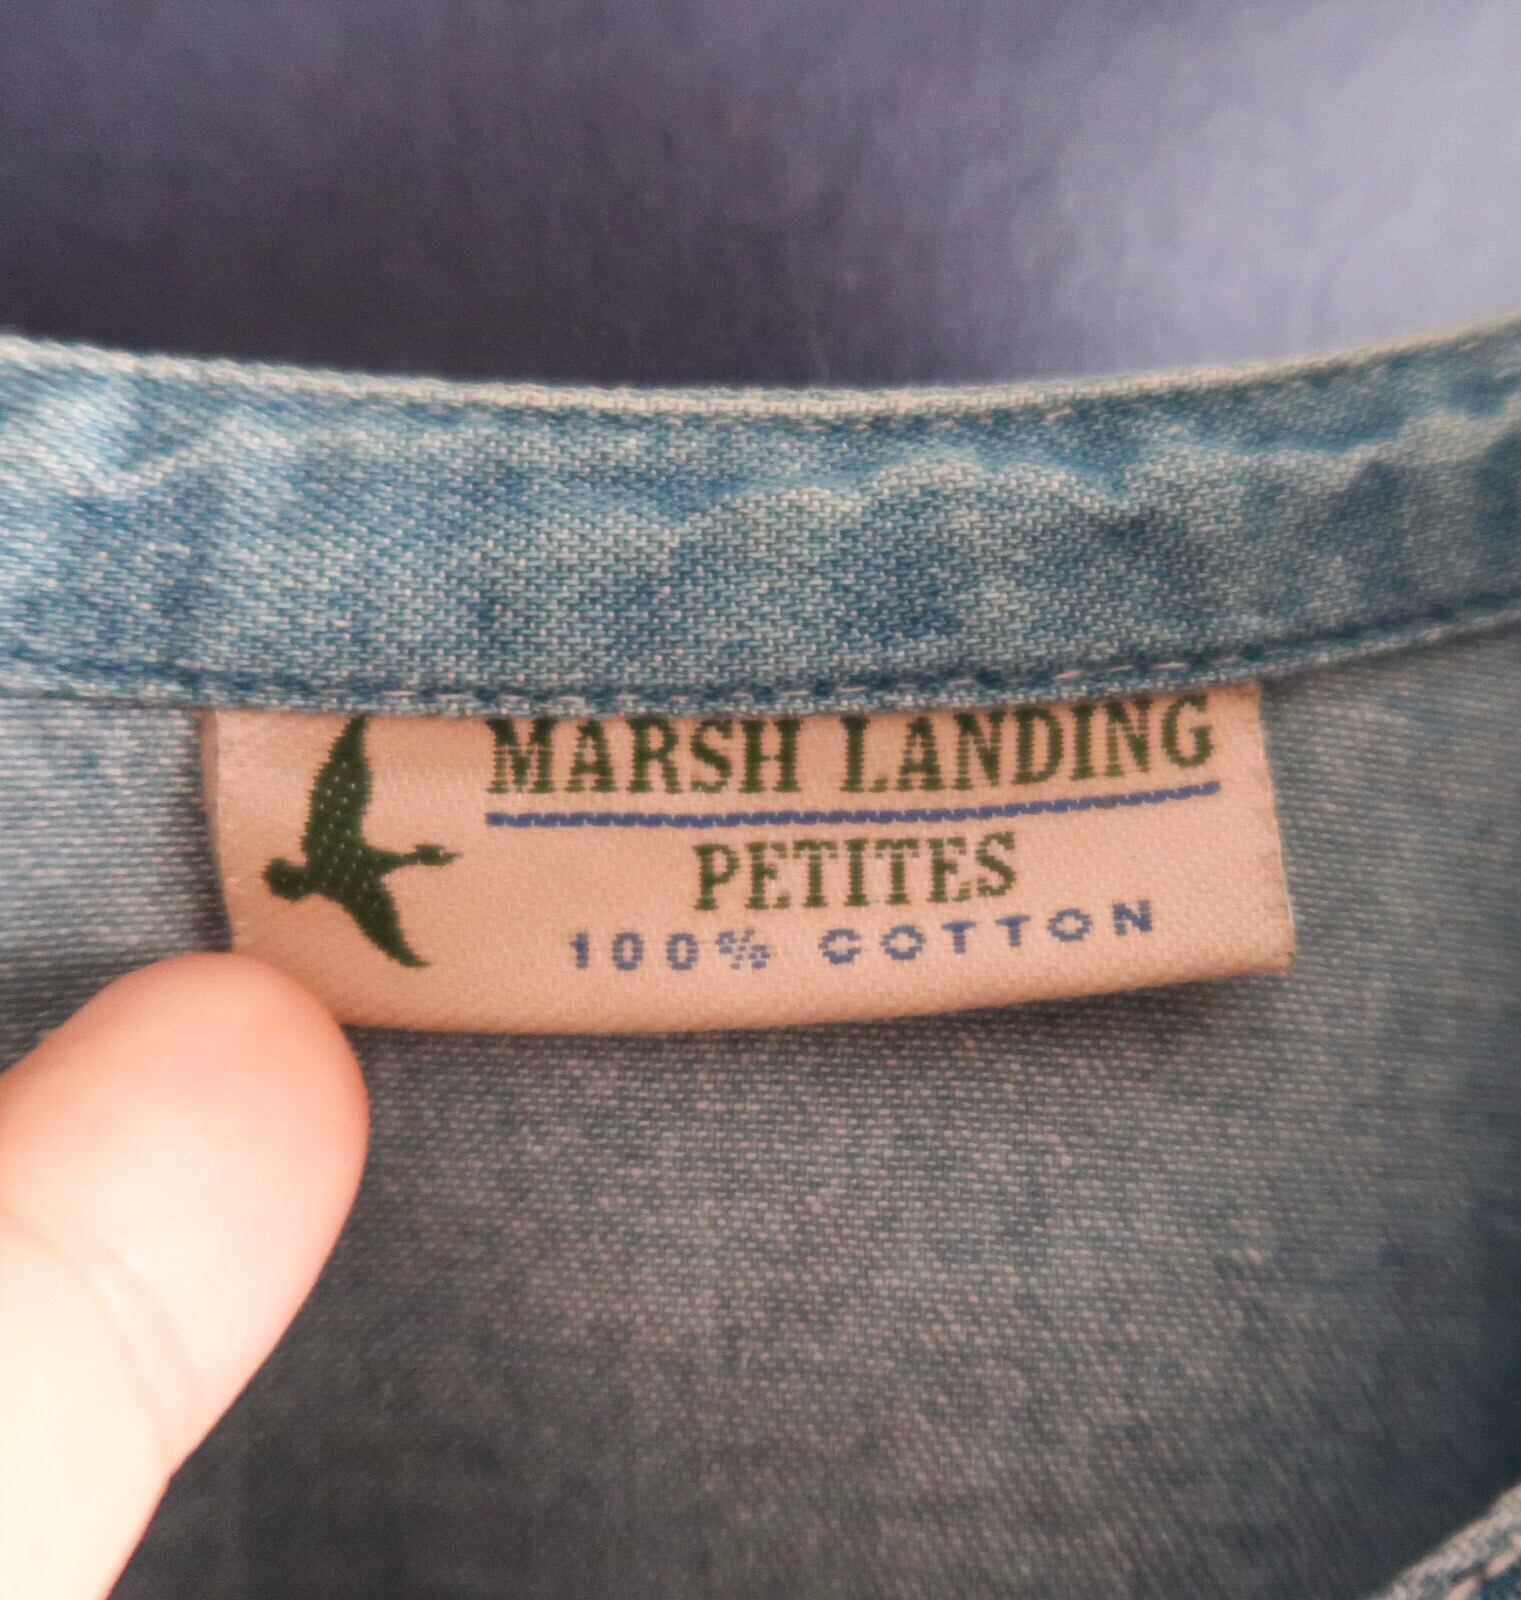 MARSH LANDING
PETITES
100% COTTON